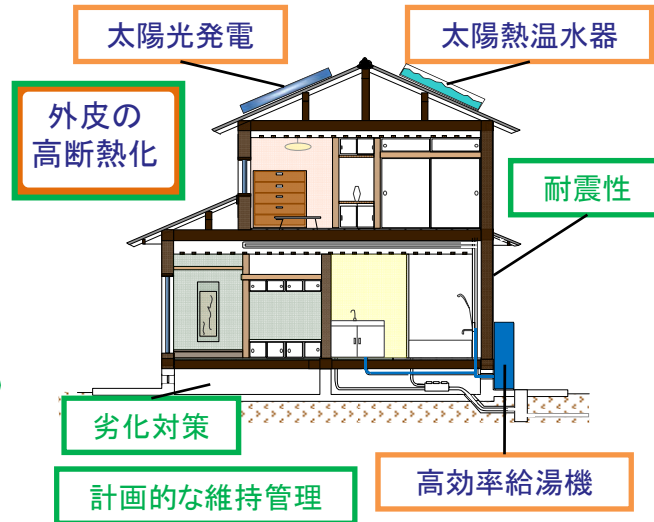 太陽光発電
太陽熱温水器
外皮の
高断熱化
耐震性
劣化対策
計画的な維持管理
高効率給湯機